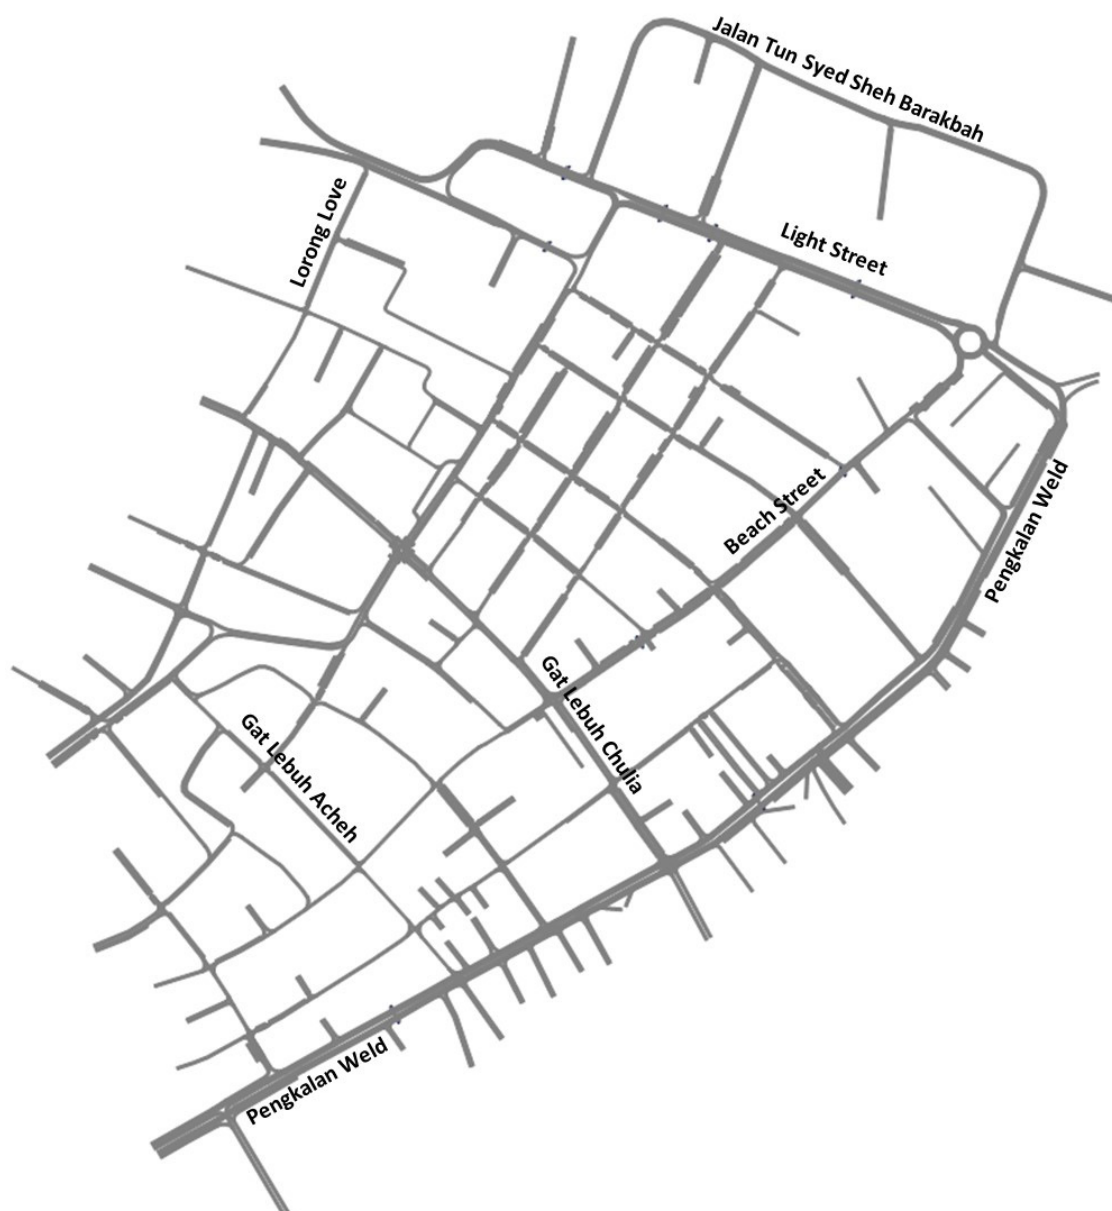 Jalan Tun Syed Sheh Barakbah
Lorong Love
Light Street
Beach Street
Pengkalan Weld
Gat Lebuh Chulia
Gat Lebuh Acheh
Pengkalan Weld